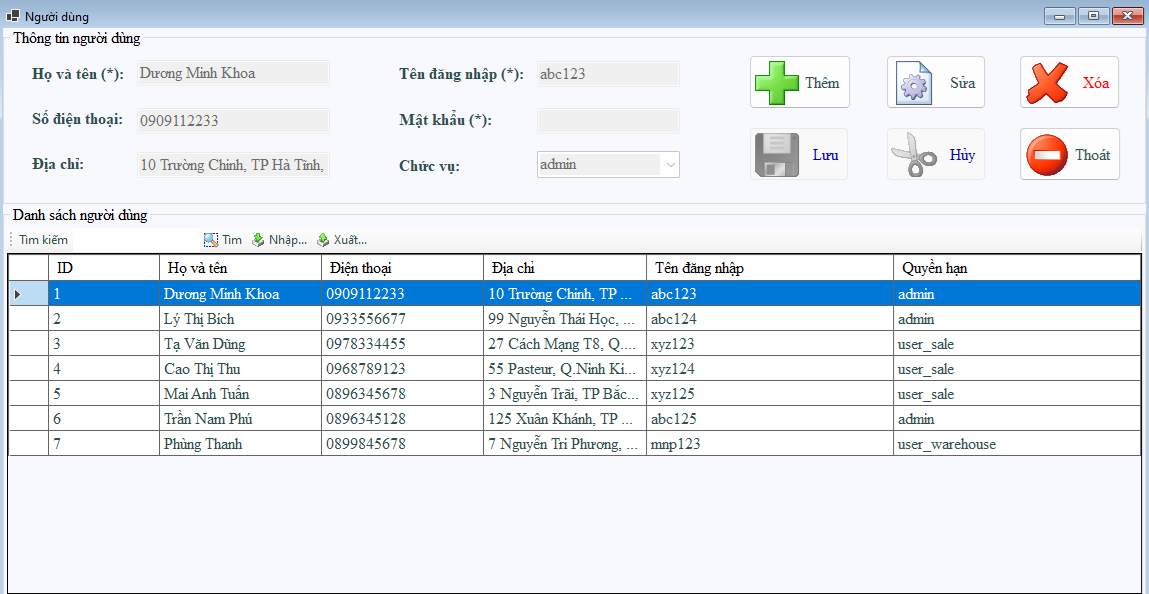 Người dùng
Thông tin người dùng
Họ và tên (*): Dương Minh Khoa Tên đăng nhập (*): abc123 Thêm Sửa Xóa
Số điện thoại: 0909112233 Mật khẩu (*):
Địa chỉ: 10 Trường Chinh, TP Hà Tĩnh, Chức vụ: admin Lưu Hủy Thoát
Danh sách người dùng
Tìm kiếm Tìm Nhập... Xuất...
ID Họ và tên Điện thoại Địa chỉ Tên đăng nhập Quyền hạn
1 Dương Minh Khoa 0909112233 10 Trường Chinh, TP ... abc123 admin
2 Lý Thị Bích 0933556677 99 Nguyễn Thái Học, ... abc124 admin
3 Tạ Văn Dũng 0978334455 27 Cách Mạng T8, Q.... xyz123 user_sale
4 Cao Thị Thu 0968789123 55 Pasteur, Q.Ninh Ki... xyz124 user_sale
5 Mai Anh Tuấn 0896345678 3 Nguyễn Trãi, TP Bắc... xyz125 user_sale
6 Trần Nam Phú 0896345128 125 Xuân Khánh, TP ... abc125 admin
7 Phùng Thanh 0899845678 7 Nguyễn Tri Phương, ... mnp123 user_warehouse